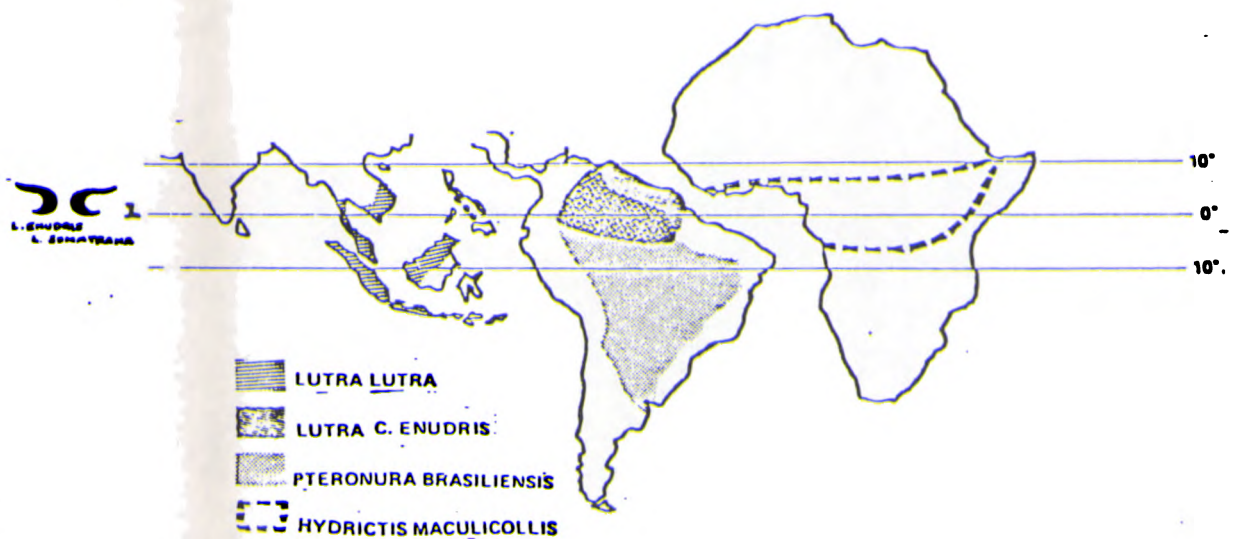 10°
0°
10°.
L. ENUDRIS
L. SUMATRANA
LUTRA LUTRA
LUTRA C. ENUDRIS
PTERONURA BRASILIENSIS
HYDRICTIS MACULICOLLIS